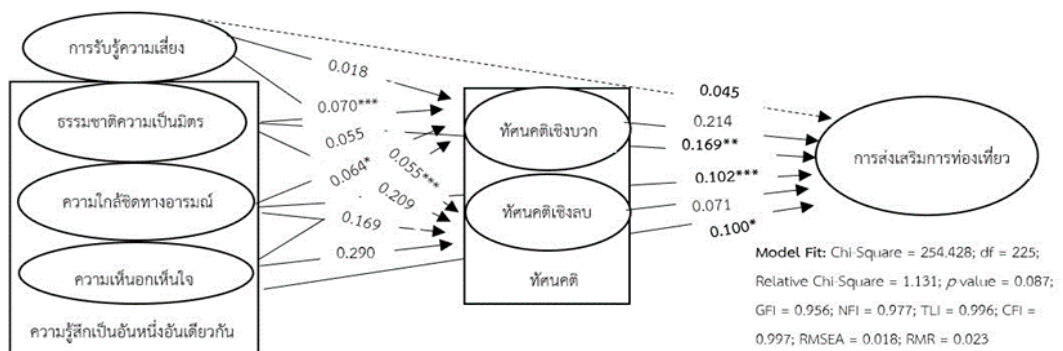 การรับรู้ความเสี่ยง
ธรรมชาติความเป็นมิตร
ความใกล้ชิดทางอารมณ์
ความเห็นอกเห็นใจ
ความรู้สึกเป็นอันหนึ่งอันเดียวกัน
0.018
0.070***
0.055
0.064*
0.055***
0.209
0.169
0.290
ทัศนคติเชิงบวก
ทัศนคติเชิงลบ
ทัศนคติ
0.045
0.214
0.169**
0.102***
0.071
0.100*
การส่งเสริมการท่องเที่ยว
Model Fit: Chi-Square = 254.428; df = 225;
Relative Chi-Square = 1.131; p value = 0.087;
GFI = 0.956; NFI = 0.977; TLI = 0.996; CFI =
0.997; RMSEA = 0.018; RMR = 0.023